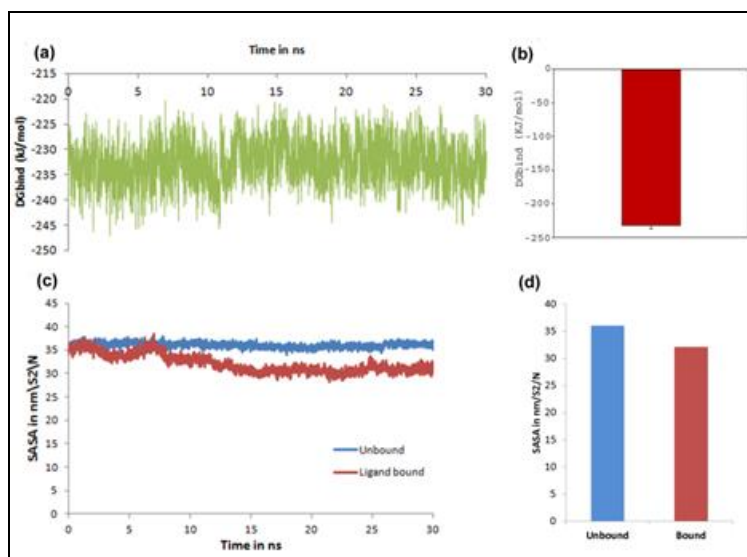 (a)
Time in ns
-215
0 5 10 15 20 25 30
-220
-225
-230
-235
-240
-245
-250
DGbind (kJ/mol)
(b)
0
-50
-100
-150
-200
-250
DGbind (KJ/mol)
(c)
45
40
35
30
25
20
15
10
5
0
SASA in nm\S2\N
Unbound
Ligand bound
0 5 10 15 20 25 30
Time in ns
(d)
40
35
30
25
20
15
10
5
0
SASA in nm/S2/N
Unbound Bound